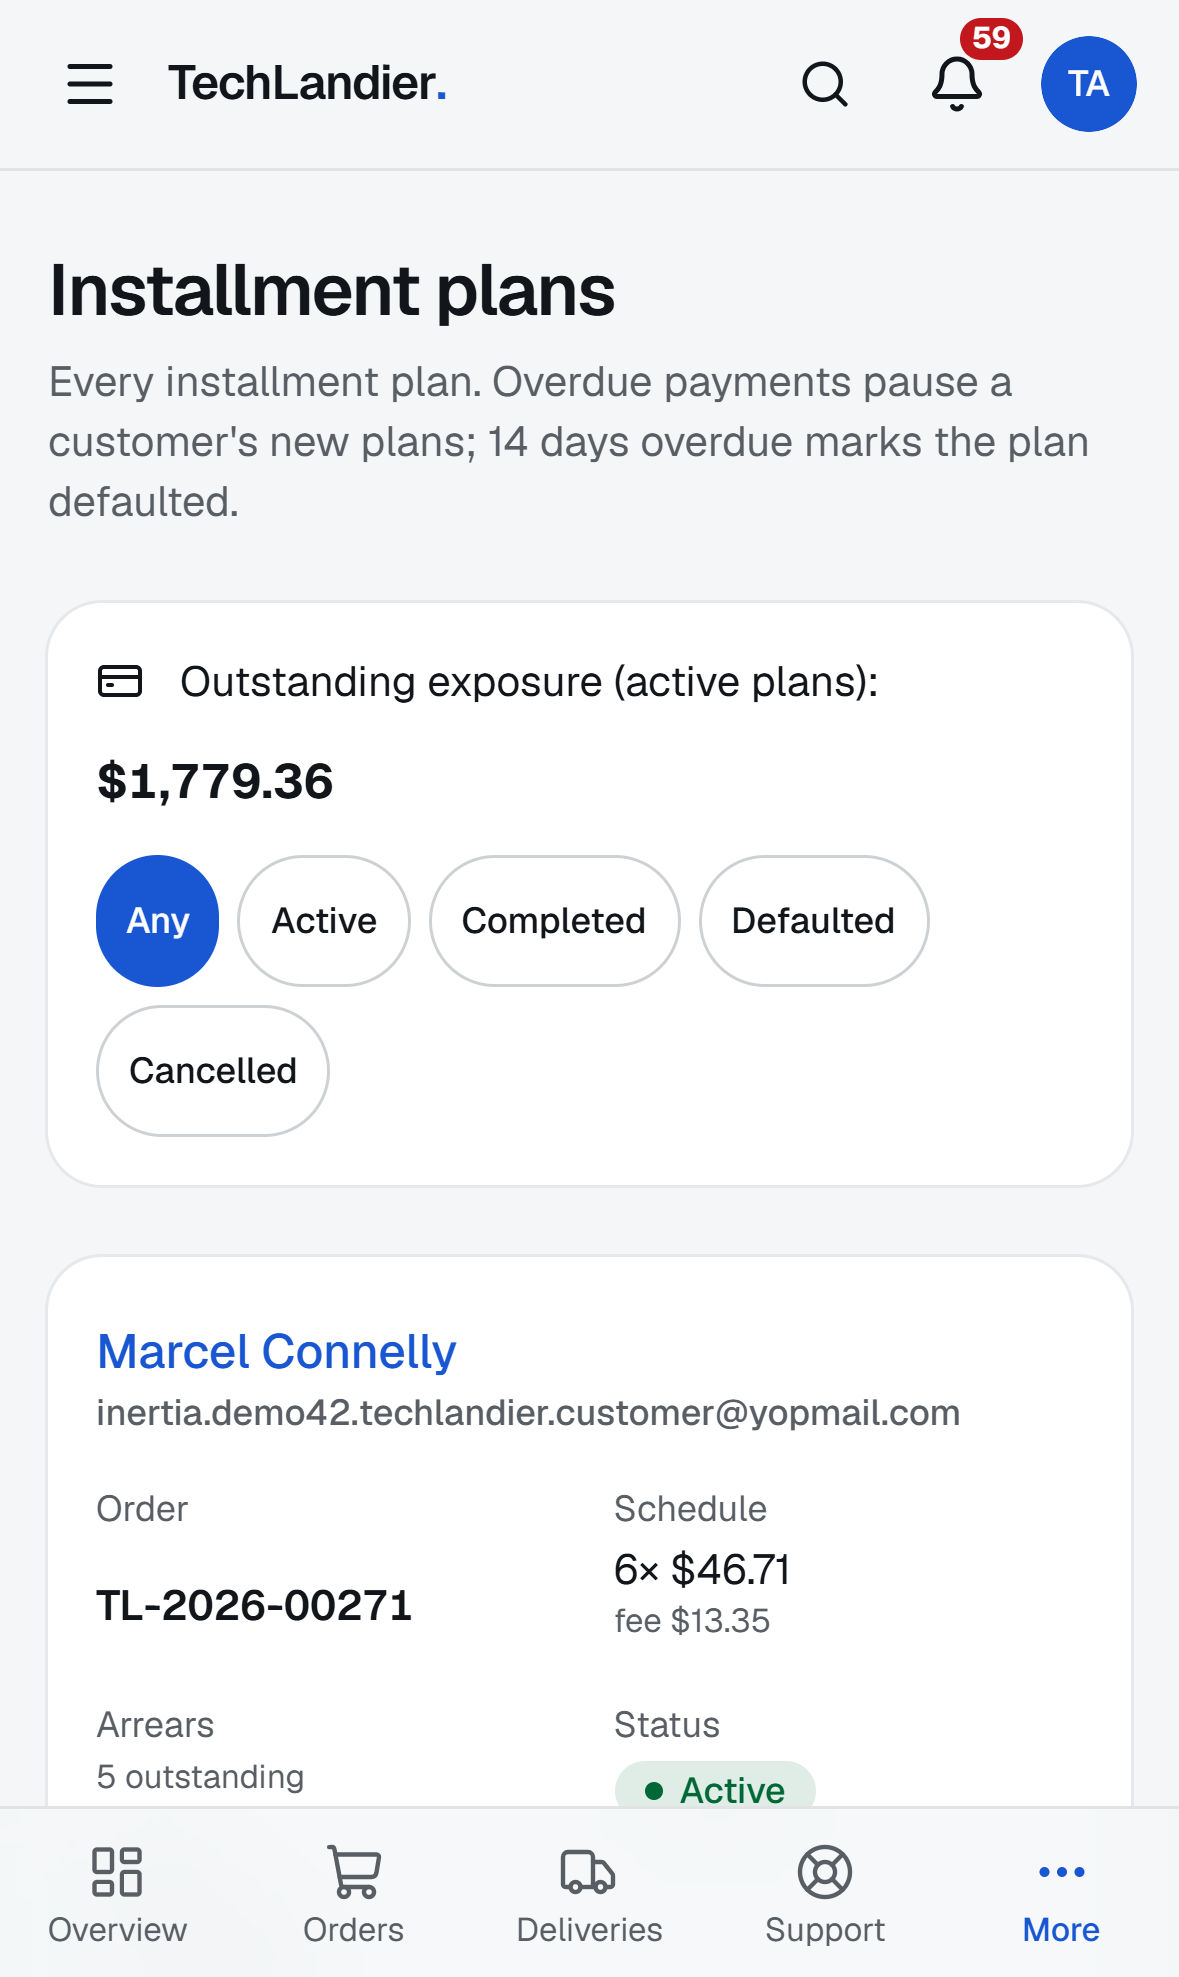 TechLandier.
59
TA
Installment plans
Every installment plan. Overdue payments pause a
customer's new plans; 14 days overdue marks the plan
defaulted.
Outstanding exposure (active plans):
$1,779.36
Any
Active
Completed
Defaulted
Cancelled
Marcel Connelly
inertia.demo42.techlandier.customer@yopmail.com
Order
TL-2026-00271
Schedule
6× $46.71
fee $13.35
Arrears
5 outstanding
Status
Active
Overview
Orders
Deliveries
Support
More